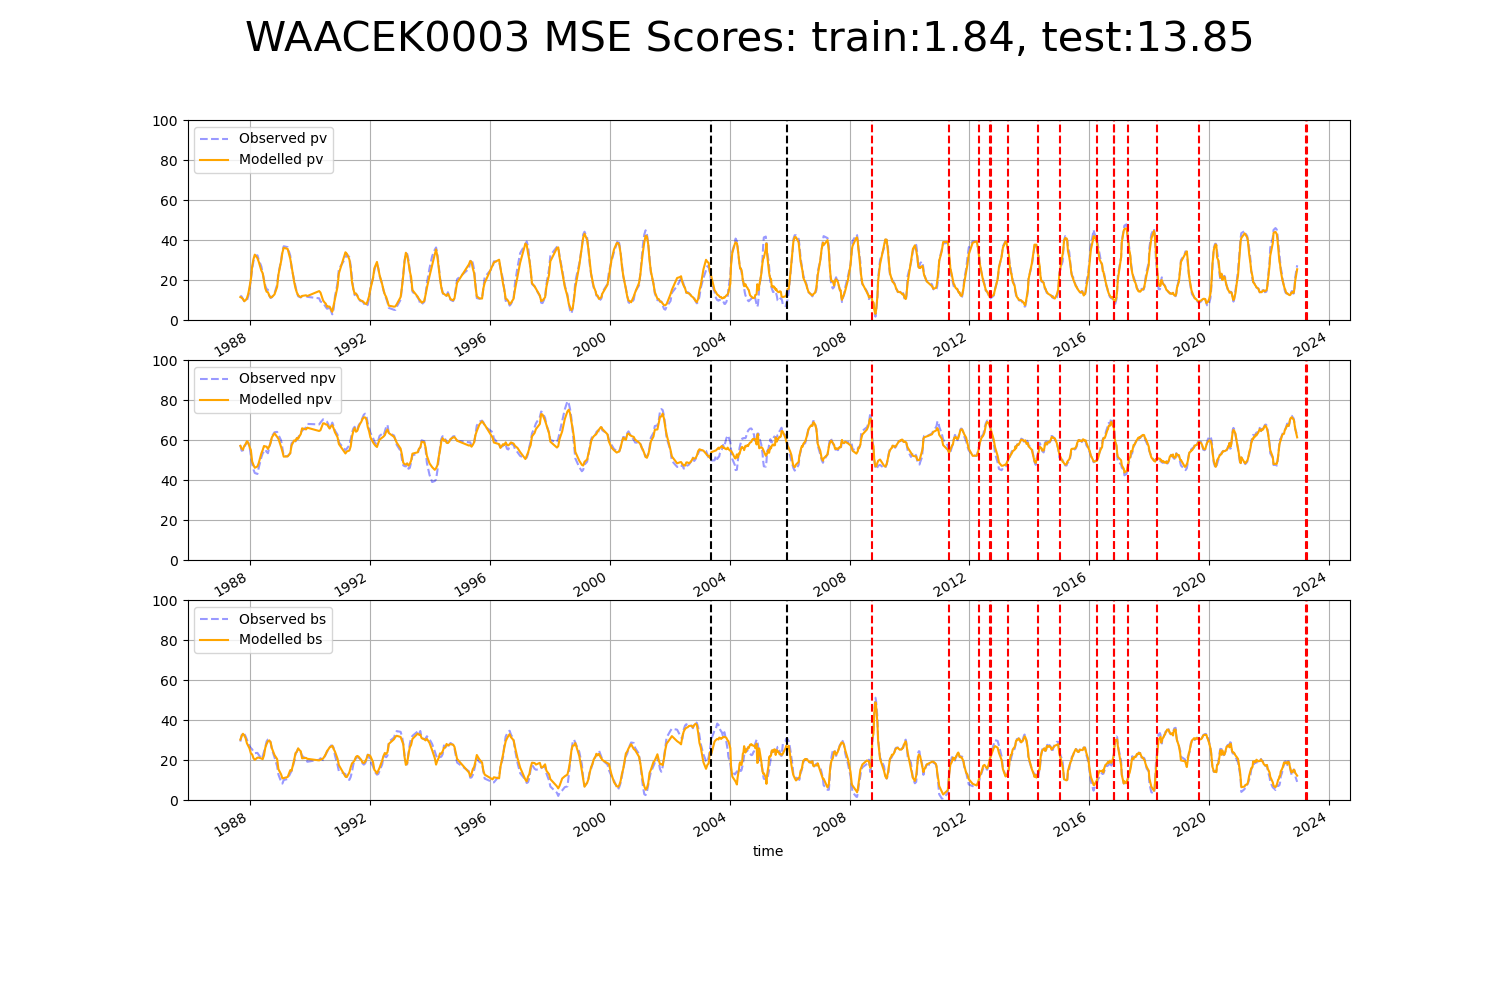 WAACEK0003 MSE Scores: train:1.84, test:13.85
100
80
60
40
20
0
Observed pv
Modelled pv
1988 1992 1996 2000 2004 2008 2012 2016 2020 2024
100
80
60
40
20
0
Observed npv
Modelled npv
1988 1992 1996 2000 2004 2008 2012 2016 2020 2024
100
80
60
40
20
0
Observed bs
Modelled bs
1988 1992 1996 2000 2004 2008 2012 2016 2020 2024
time